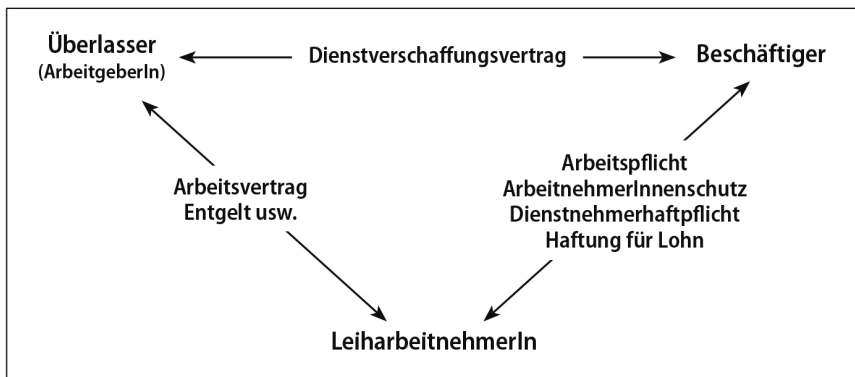 Überlasser
(ArbeitgeberIn)
Dienstverschaffungsvertrag
Beschäftiger
Arbeitsvertrag
Entgelt usw.
Arbeitspflicht
ArbeitnehmerInnenschutz
Dienstnehmerhaftpflicht
Haftung für Lohn
LeiharbeitnehmerIn